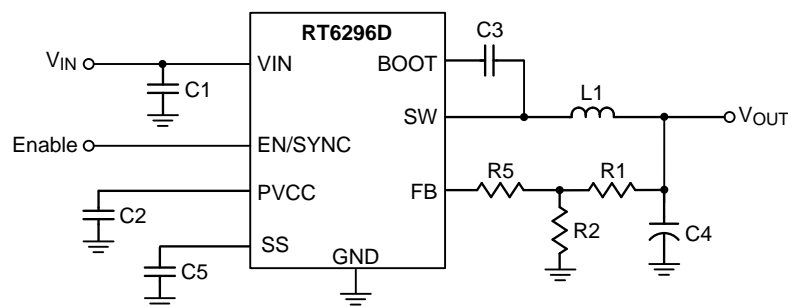 RT6296D
VIN
VIN
C1
BOOT
C3
SW
L1
VOUT
Enable
EN/SYNC
FB
R5
R1
PVCC
C2
R2
C4
SS
C5
GND